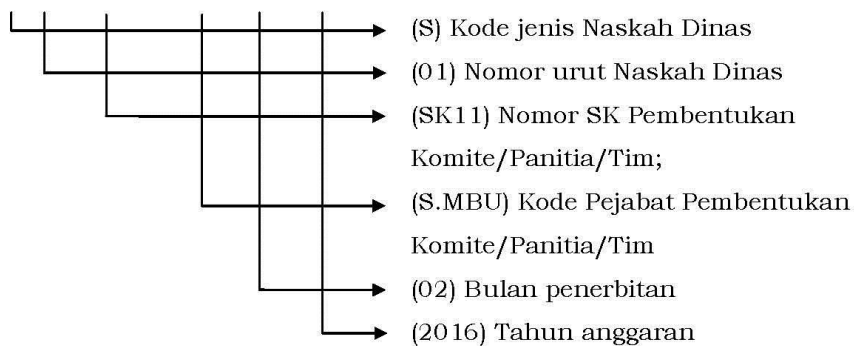 (S) Kode jenis Naskah Dinas
(01) Nomor urut Naskah Dinas
(SK11) Nomor SK Pembentukan
Komite/Panitia/Tim;
(S.MBU) Kode Pejabat Pembentukan
Komite/Panitia/Tim
(02) Bulan penerbitan
(2016) Tahun anggaran